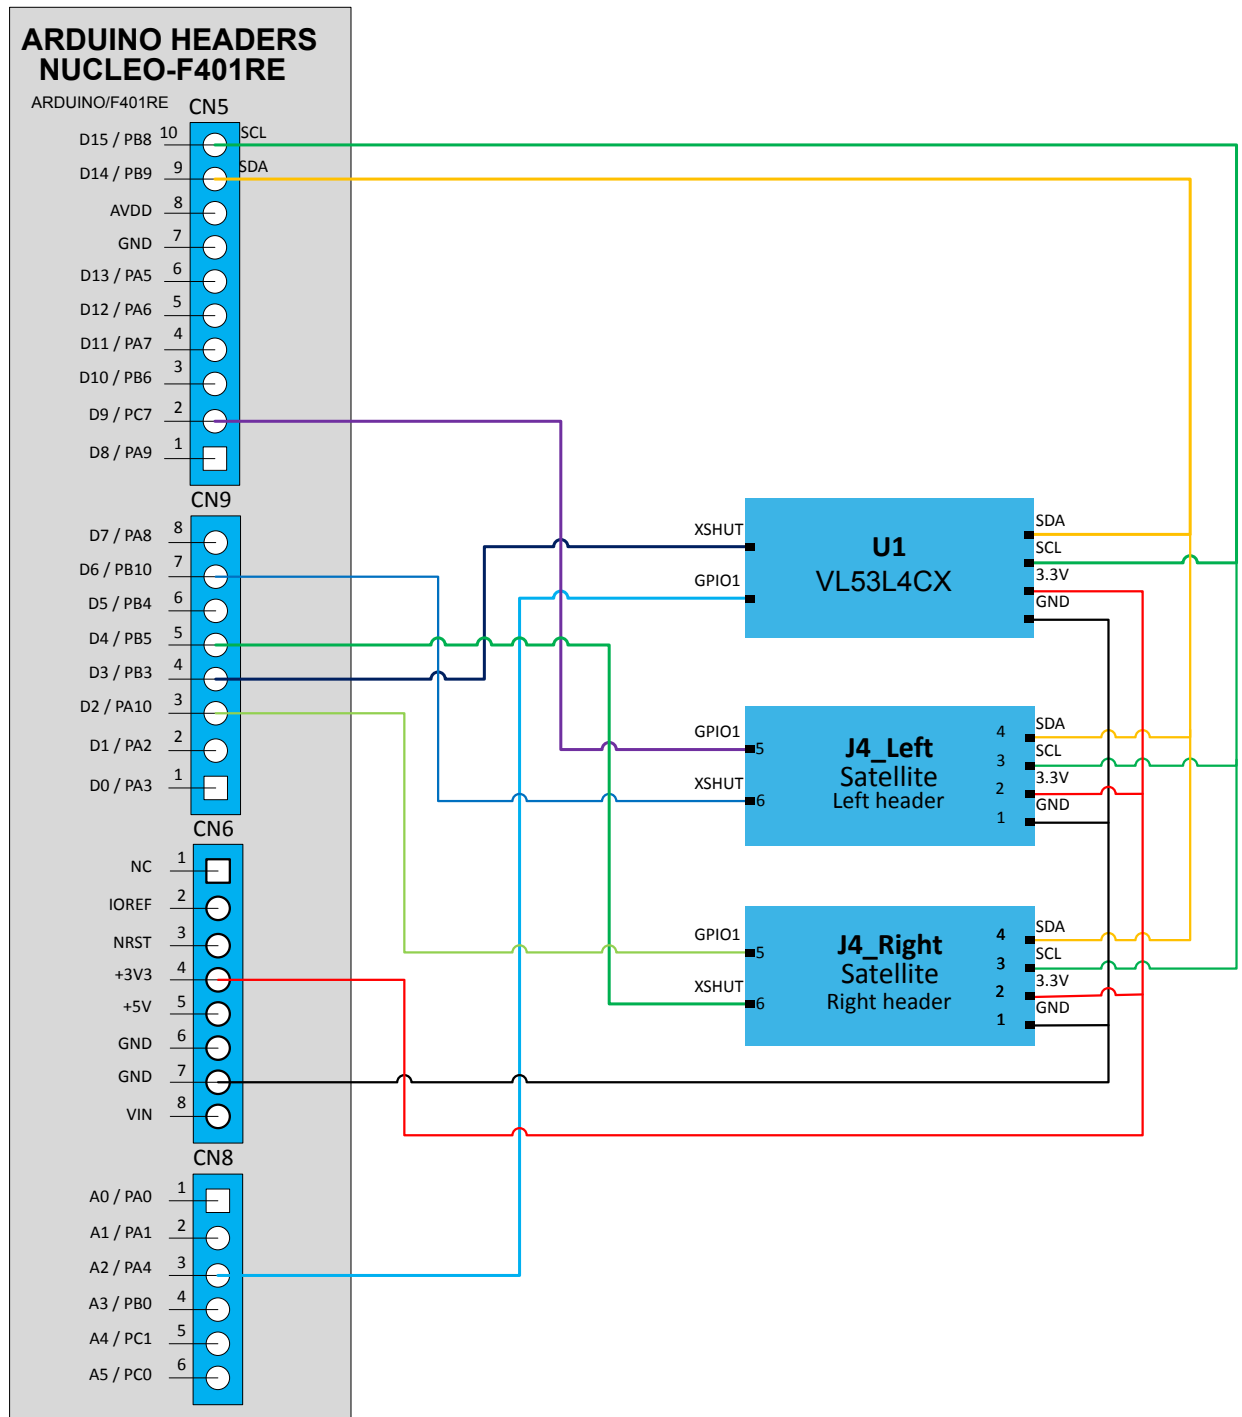 ARDUINO HEADERS
NUCLEO-F401RE
ARDUINO/F401RE
CN5
D15 / PB8 10 SCL
D14 / PB9 9 SDA
AVDD 8
GND 7
D13 / PA5 6
D12 / PA6 5
D11 / PA7 4
D10 / PB6 3
D9 / PC7 2
D8 / PA9 1
CN9
D7 / PA8 8
D6 / PB10 7
D5 / PB4 6
D4 / PB5 5
D3 / PB3 4
D2 / PA10 3
D1 / PA2 2
D0 / PA3 1
CN6
NC 1
IOREF 2
NRST 3
+3V3 4
+5V 5
GND 6
GND 7
VIN 8
CN8
A0 / PA0 1
A1 / PA1 2
A2 / PA4 3
A3 / PB0 4
A4 / PC1 5
A5 / PC0 6
XSHUT
GPIO1
U1
VL53L4CX
SDA
SCL
3.3V
GND
GPIO1 5
XSHUT 6
J4_Left
Satellite
Left header
4 SDA
3 SCL
2 3.3V
1 GND
GPIO1 5
XSHUT 6
J4_Right
Satellite
Right header
4 SDA
3 SCL
2 3.3V
1 GND